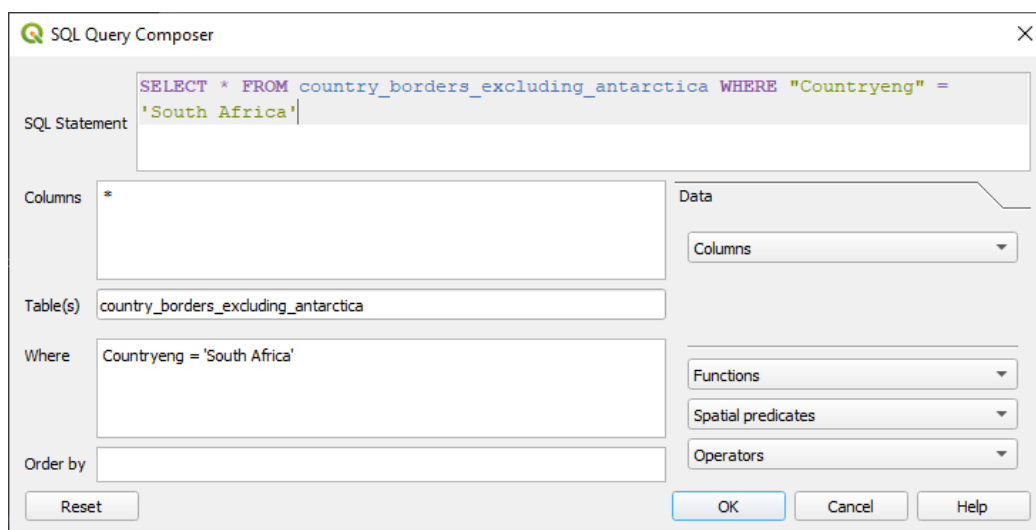 SQL Query Composer
SELECT * FROM country_borders_excluding_antarctica WHERE "Countryeng" =
'South Africa'
SQL Statement
Columns
*
Data
Columns
Table(s)
country_borders_excluding_antarctica
Where
Countryeng = 'South Africa'
Functions
Spatial predicates
Operators
Order by
Reset
OK
Cancel
Help